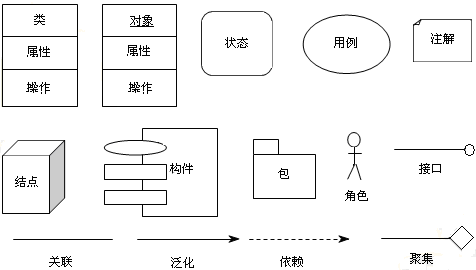 类
属性
操作
对象
属性
操作
状态
用例
注解
结点
构件
包
角色
接口
关联
泛化
依赖
聚集